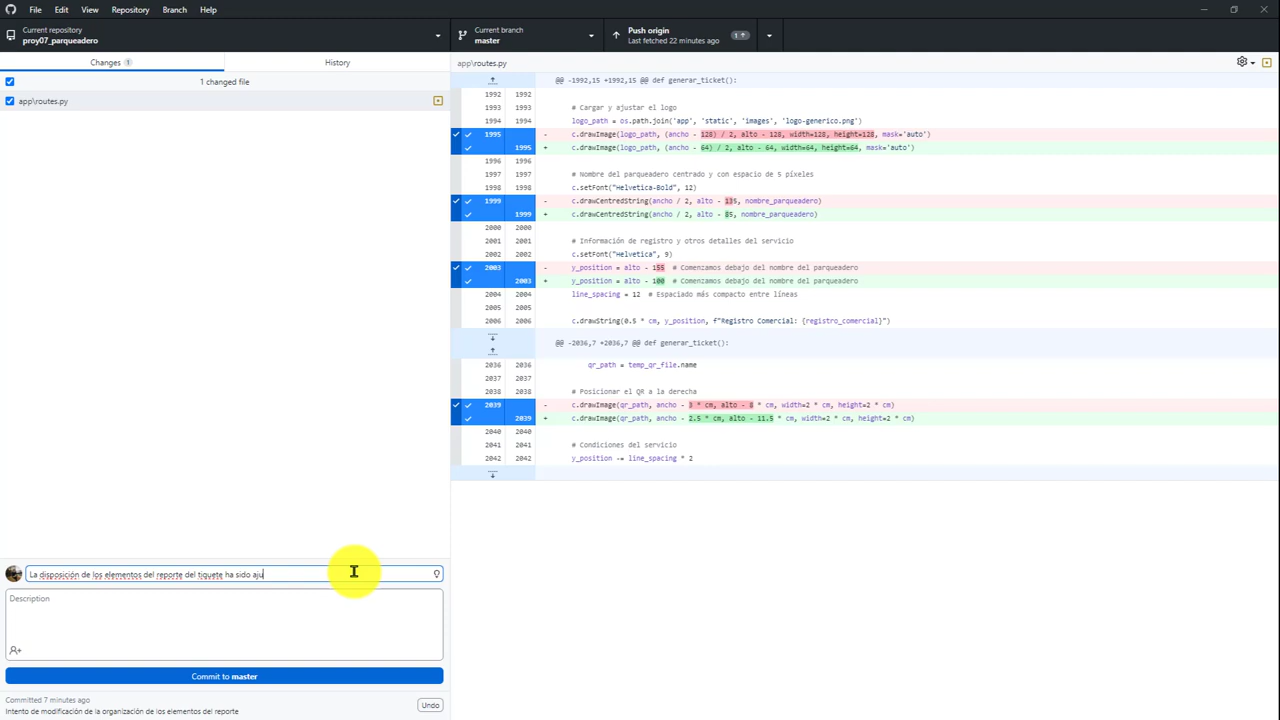 File Edit View Repository Branch Help
Current repository
proy07_parqueadero
Current branch
master
Push origin
Last fetched 22 minutes ago
1
Changes 1
History
app\routes.py
1 changed file
app\routes.py
@@ -1992,15 +1992,15 @@ def generar_ticket():
1992 1992
1993 1993 # Cargar y ajustar el logo
1994 1994 logo_path = os.path.join('app', 'static', 'images', 'logo-generico.png')
1995 - c.drawImage(logo_path, (ancho - 128) / 2, alto - 128, width=128, height=128, mask='auto')
1995 + c.drawImage(logo_path, (ancho - 64) / 2, alto - 64, width=64, height=64, mask='auto')
1996 1996
1997 1997 # Nombre del parqueadero centrado y con espacio de 5 píxeles
1998 1998 c.setFont("Helvetica-Bold", 12)
1999 - c.drawCentredString(ancho / 2, alto - 135, nombre_parqueadero)
1999 + c.drawCentredString(ancho / 2, alto - 85, nombre_parqueadero)
2000 2000
2001 2001 # Información de registro y otros detalles del servicio
2002 2002 c.setFont("Helvetica", 9)
2003 - y_position = alto - 155 # Comenzamos debajo del nombre del parqueadero
2003 + y_position = alto - 100 # Comenzamos debajo del nombre del parqueadero
2004 2004 line_spacing = 12 # Espaciado más compacto entre líneas
2005 2005
2006 2006 c.drawString(0.5 * cm, y_position, f"Registro Comercial: {registro_comercial}")
@@ -2036,7 +2036,7 @@ def generar_ticket():
2036 2036 qr_path = temp_qr_file.name
2037 2037
2038 2038 # Posicionar el QR a la derecha
2039 - c.drawImage(qr_path, ancho - 3 * cm, alto - 8 * cm, width=2 * cm, height=2 * cm)
2039 + c.drawImage(qr_path, ancho - 2.5 * cm, alto - 11.5 * cm, width=2 * cm, height=2 * cm)
2040 2040
2041 2041 # Condiciones del servicio
2042 2042 y_position -= line_spacing * 2
La disposición de los elementos del reporte del tiquete ha sido aju
Description
Commit to master
Committed 7 minutes ago
Intento de modificación de la organización de los elementos del reporte
Undo